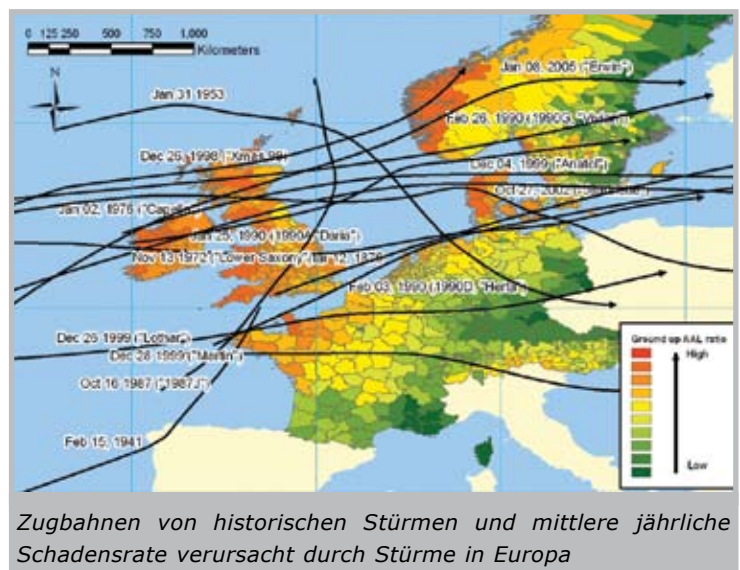 0 125 250 500 750 1,000
Kilometers
N
Jan 31 1953
Jan 08, 2005 ("Erwin")
Feb 26, 1990 (1990G,
Dec 26, 1998 ("Xmas 99)
Dec 04, 1999 ("Anatol")
Oct 27, 2002
Jan 02, 1976 ("Capella")
Jan 25, 1990 (1990A "Daria")
Nov 13 1972 ("Lower Saxony") 12, 1876
Feb 03, 1990 (1990D, "Herta")
Dec 26 1999 ("Lothar")
Dec 28 1999 ("Martin")
Oct 16 1987 ("1987J")
Feb 15, 1941
Ground up AAL ratio
High
Low
Zugbahnen von historischen Stürmen und mittlere jährliche
Schadensrate verursacht durch Stürme in Europa